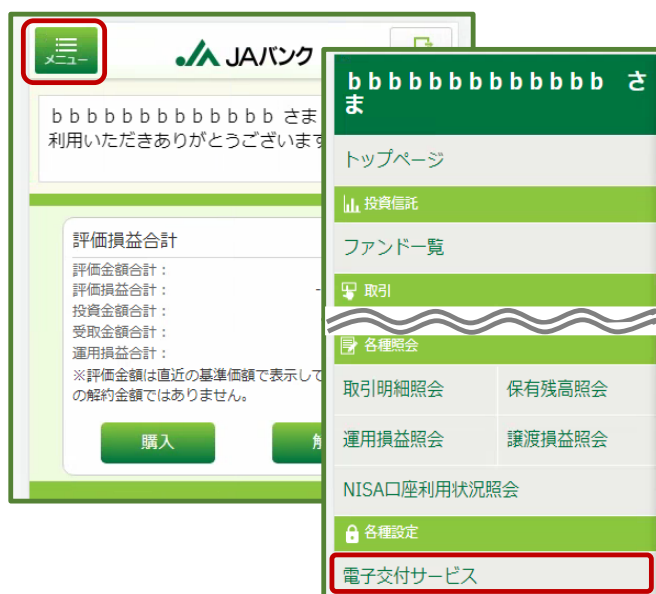 メニュー
JAバンク
ｂｂｂｂｂｂｂｂｂｂｂｂｂ さま
利用いただきありがとうございます
評価損益合計
評価金額合計：
評価損益合計：
-
投資金額合計：
受取金額合計：
運用損益合計：
※評価金額は直近の基準価額で表示して
の解約金額ではありません。
購入
ｂｂｂｂｂｂｂｂｂｂｂｂｂ さ
ま
トップページ
投資信託
ファンド一覧
取引
各種照会
取引明細照会 保有残高照会
運用損益照会 譲渡損益照会
NISA口座利用状況照会
各種設定
電子交付サービス